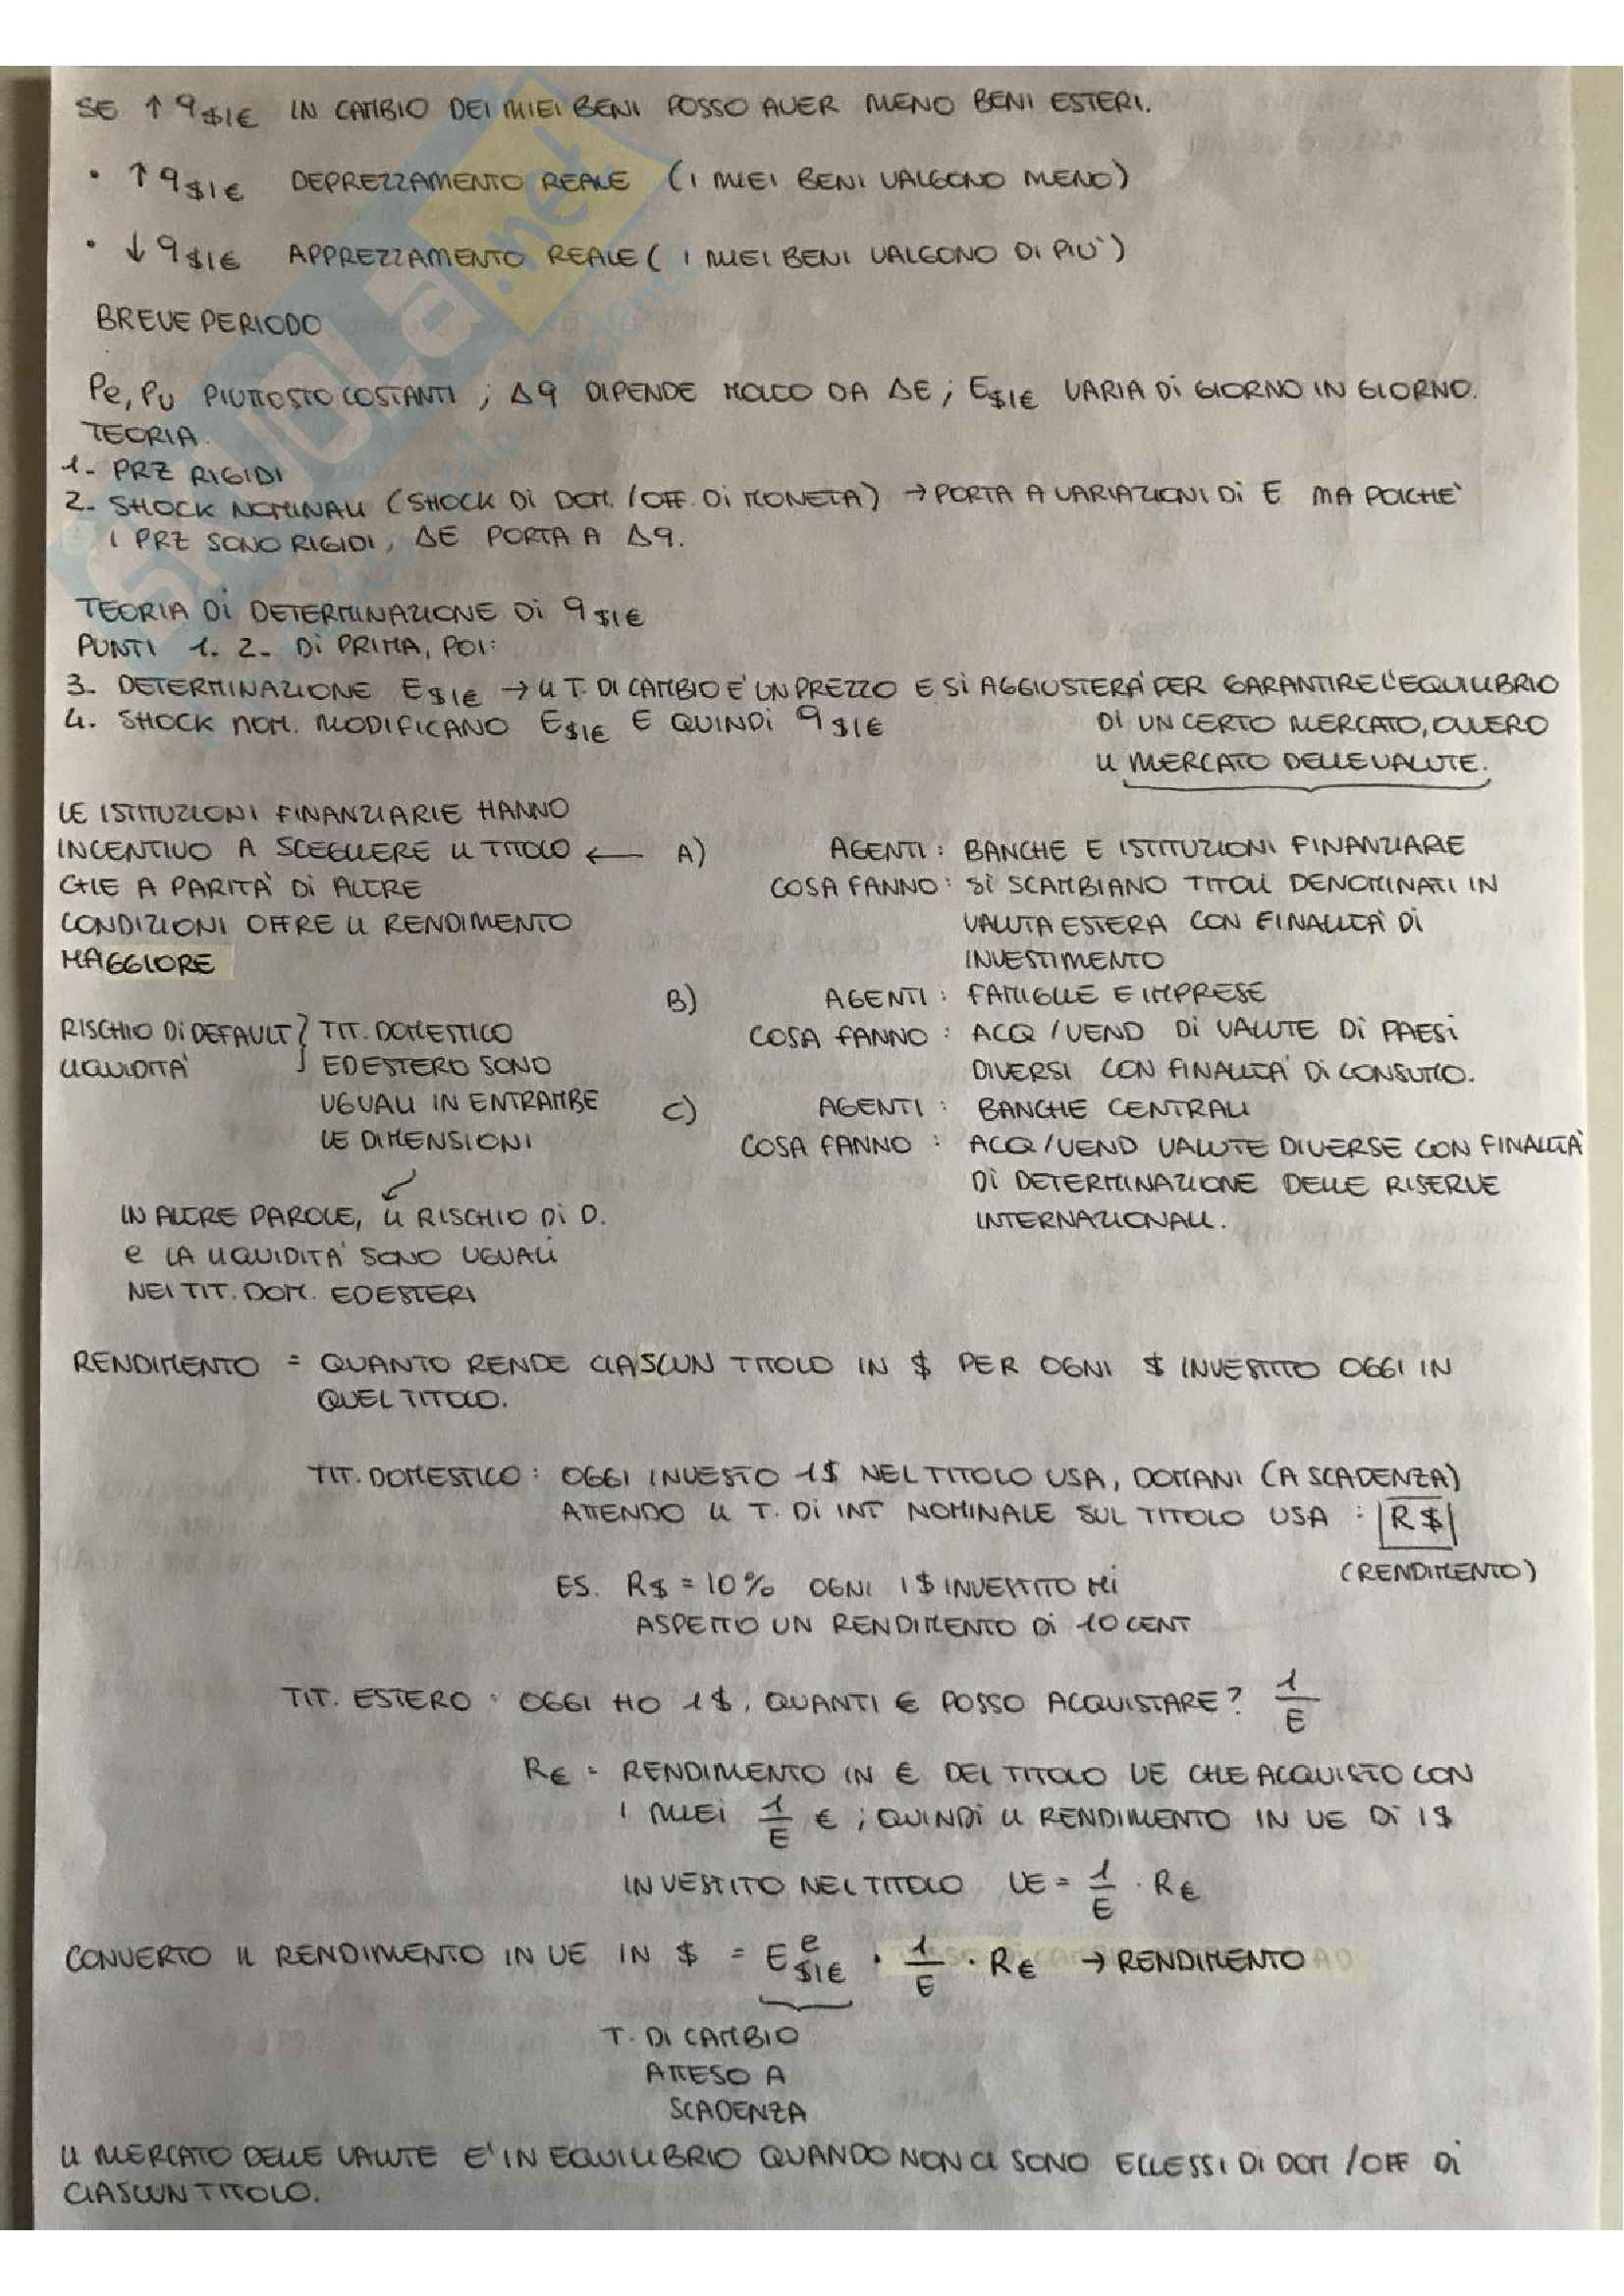 SE ↑ q$/€ IN CAMBIO DEI MIEI BENI POSSO AVER MENO BENI ESTERI.
• ↑ q$/€ DEPREZZAMENTO REALE (I MIEI BENI VALGONO MENO)
• ↓ q$/€ APPREZZAMENTO REALE ( I MIEI BENI VALGONO DI PIU')
BREVE PERIODO
Pe, Pu PIUTTOSTO COSTANTI ; Δq DIPENDE MOLTO DA ΔE ; E$/€ VARIA DI GIORNO IN GIORNO.
TEORIA.
1- PRZ RIGIDI
2- SHOCK NOMINALI (SHOCK DI DOM. / OFF. DI MONETA) → PORTA A VARIAZIONI DI E MA POICHE'
I PRZ SONO RIGIDI, ΔE PORTA A Δq.
TEORIA DI DETERMINAZIONE DI q$/€
PUNTI 1. 2. DI PRIMA, POI:
3- DETERMINAZIONE E$/€ → IL T. DI CAMBIO E' UN PREZZO E SI AGGIUSTERA' PER GARANTIRE L'EQUILIBRIO
4. SHOCK NOM. MODIFICANO E$/€ E QUINDI q$/€
DI UN CERTO MERCATO, OVVERO
IL MERCATO DELLE VALUTE.
LE ISTITUZIONI FINANZIARIE HANNO
INCENTIVO A SCEGLIERE IL TITOLO ←
CHE A PARITA' DI ALTRE
CONDIZIONI OFFRE IL RENDIMENTO
MAGGIORE
A) AGENTI : BANCHE E ISTITUZIONI FINANZIARIE
COSA FANNO : SI SCAMBIANO TITOLI DENOMINATI IN
VALUTA ESTERA CON FINALITA' DI
INVESTIMENTO
B) AGENTI : FAMIGLIE E IMPRESE
COSA FANNO : ACQ / VEND DI VALUTE DI PAESI
DIVERSI CON FINALITA' DI CONSUMO.
C) AGENTI : BANCHE CENTRALI
COSA FANNO : ACQ/VEND VALUTE DIVERSE CON FINALITA'
DI DETERMINAZIONE DELLE RISERVE
INTERNAZIONALI.
RISCHIO DI DEFAULT } TIT. DOMESTICO
LIQUIDITA' ED ESTERO SONO
UGUALI IN ENTRAMBE
LE DIMENSIONI
IN ALTRE PAROLE, IL RISCHIO DI D.
e LA LIQUIDITA' SONO UGUALI
NEI TIT. DOM. ED ESTERI
RENDIMENTO = QUANTO RENDE CIASCUN TITOLO IN $ PER OGNI $ INVESTITO OGGI IN
QUEL TITOLO.
TIT. DOMESTICO : OGGI INVESTO 1$ NEL TITOLO USA, DOMANI (A SCADENZA)
ATTENDO IL T. DI INT NOMINALE SUL TITOLO USA : R$
(RENDIMENTO)
ES. R$ = 10% OGNI 1$ INVESTITO MI
ASPETTO UN RENDIMENTO DI 10 CENT
TIT. ESTERO : OGGI HO 1$, QUANTI € POSSO ACQUISTARE? 1/E
R€ = RENDIMENTO IN € DEL TITOLO UE CHE ACQUISTO CON
I MIEI 1/E € ; QUINDI IL RENDIMENTO IN UE DI 1$
INVESTITO NEL TITOLO UE = 1/E · R€
CONVERTO IL RENDIMENTO IN UE IN $ = E^e $/€ · 1/E · R€ → RENDIMENTO
T. DI CAMBIO
ATTESO A
SCADENZA
IL MERCATO DELLE VALUTE E' IN EQUILIBRIO QUANDO NON CI SONO ECCESSI DI DOM / OFF DI
CIASCUN TITOLO.